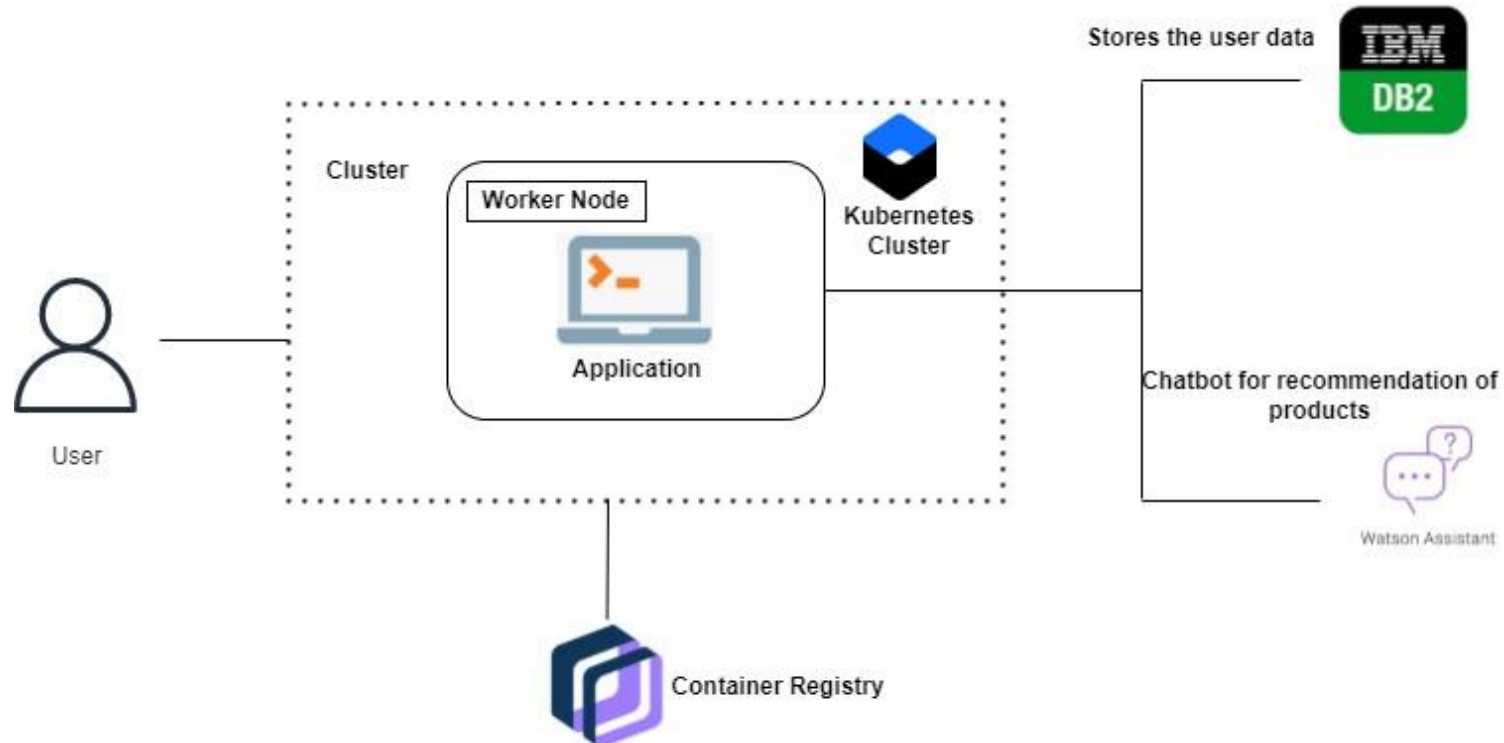 Stores the user data
IBM
DB2
Cluster
Worker Node
Kubernetes
Cluster
Application
User
Chatbot for recommendation of
products
?
Watson Assistant
Container Registry